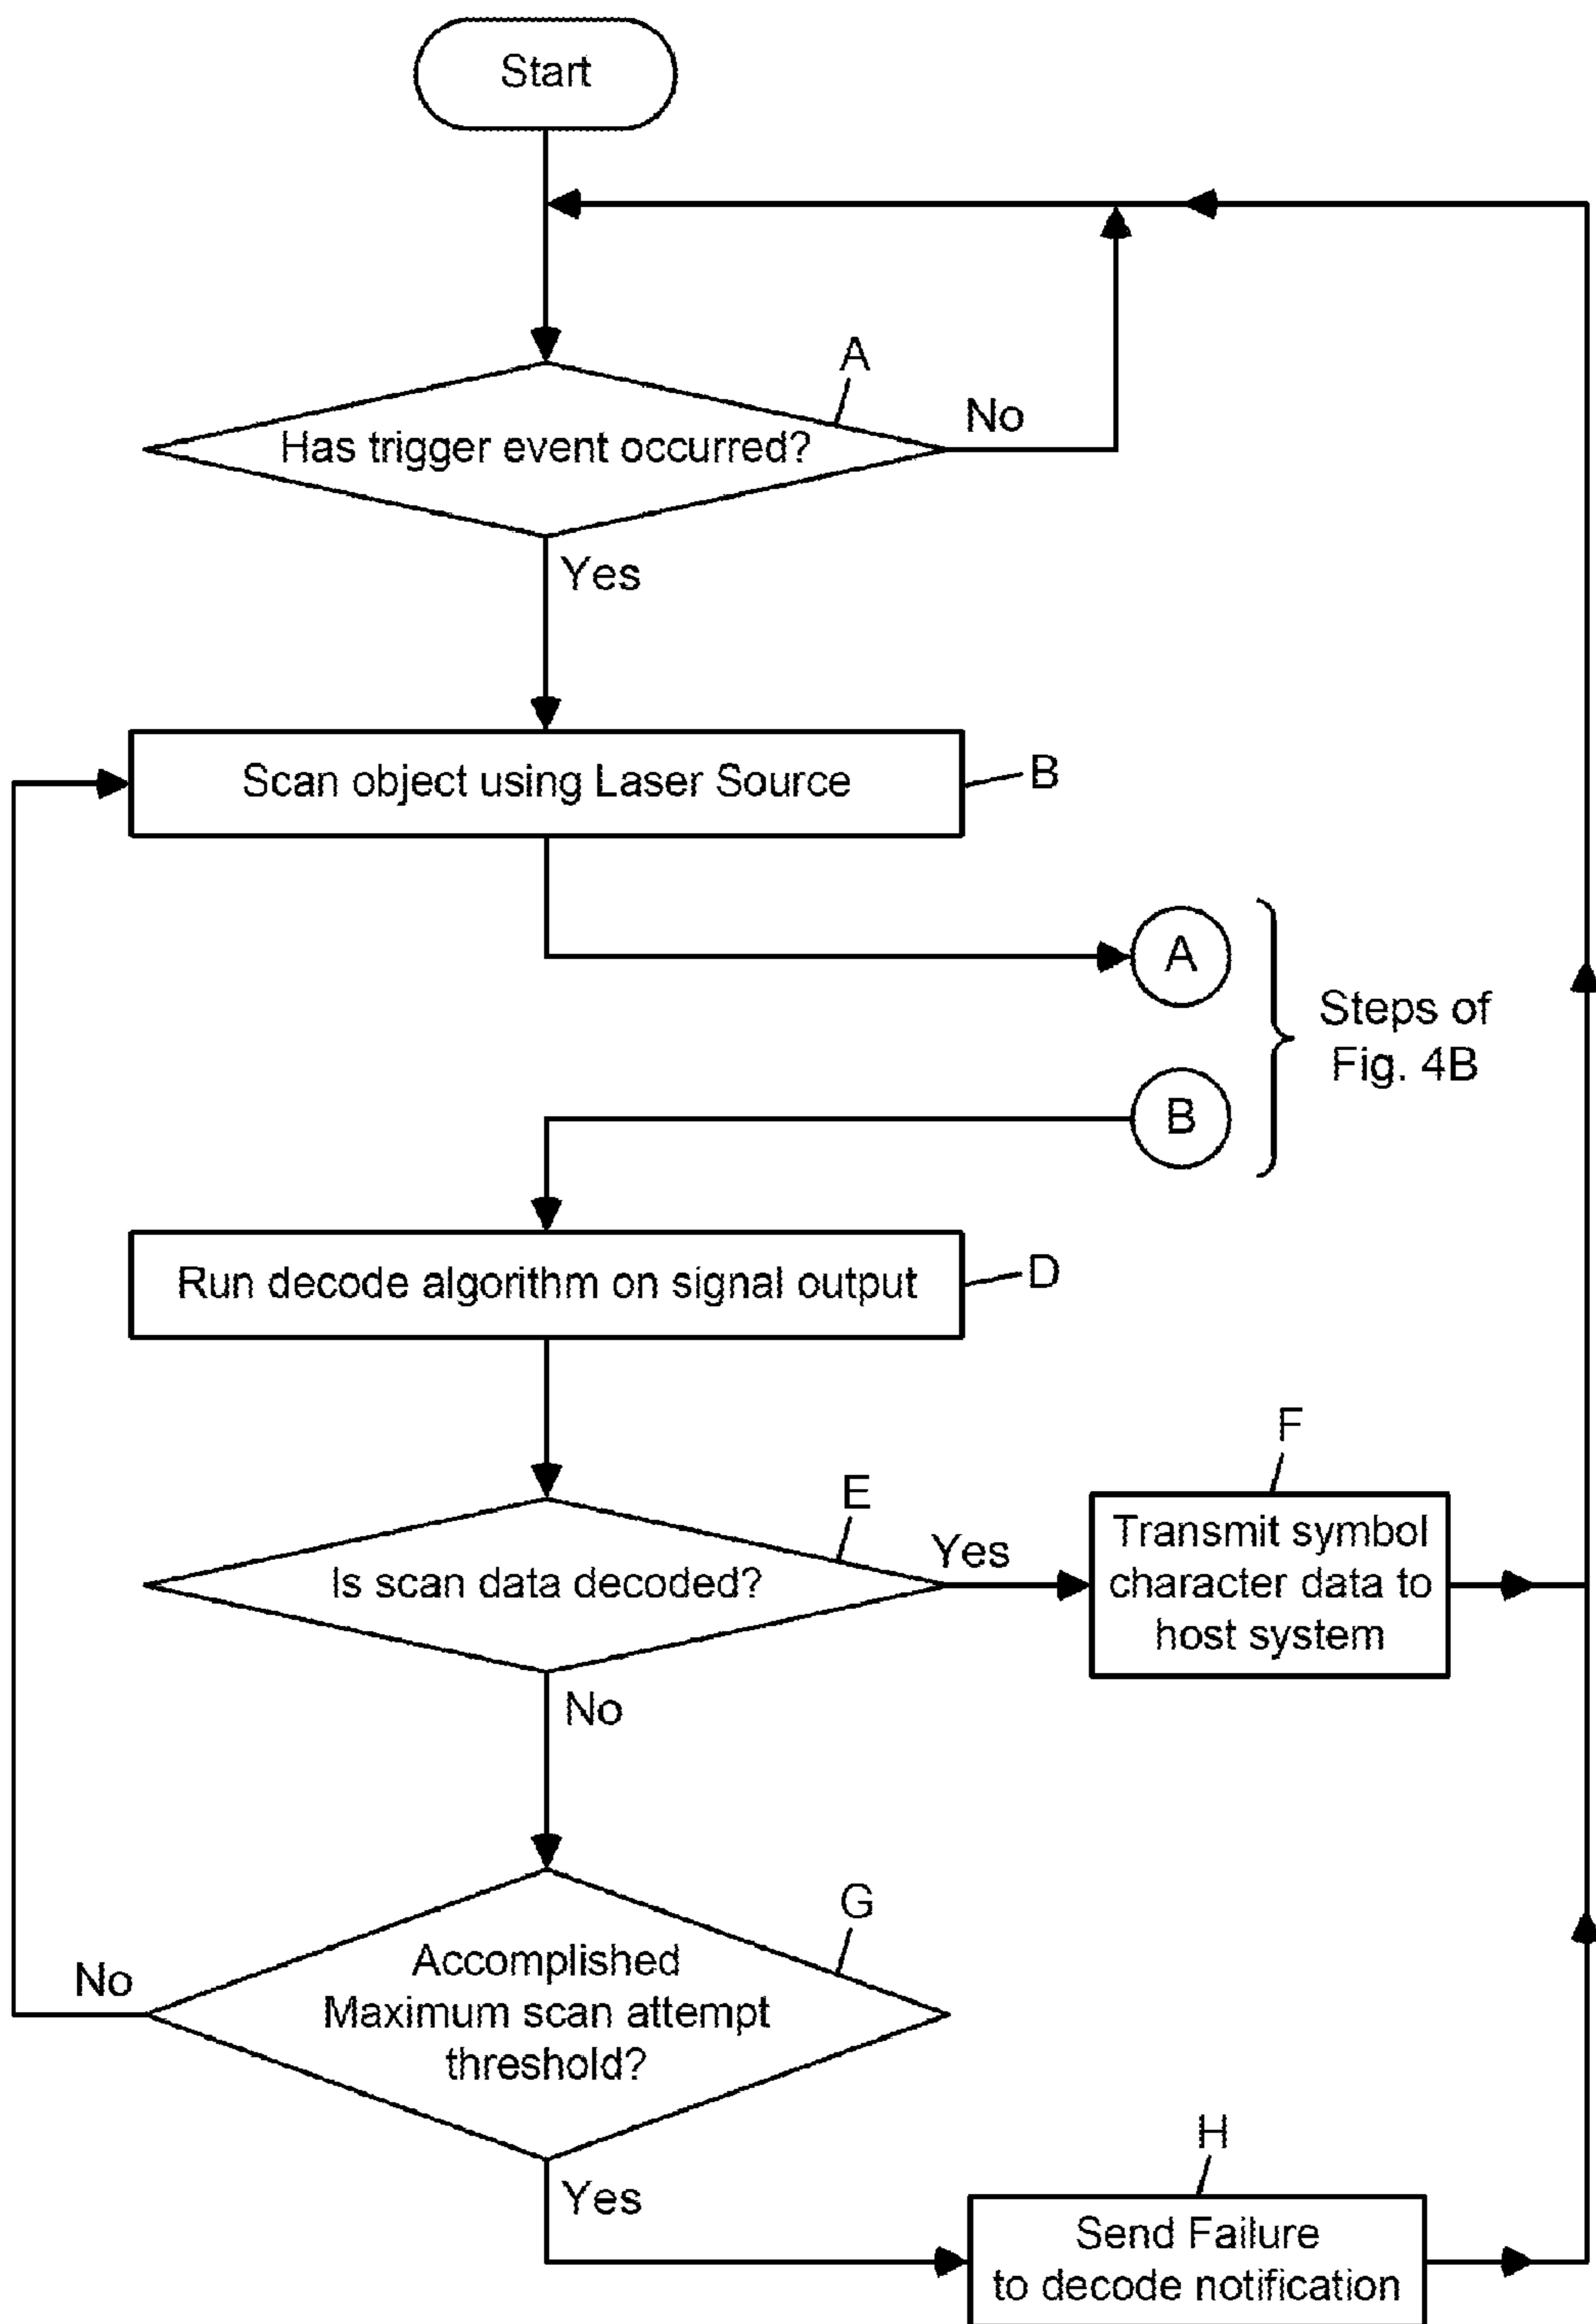 Start
A
Has trigger event occurred?
No
Yes
Scan object using Laser Source
B
A
Steps of
Fig. 4B
B
Run decode algorithm on signal output
D
E
Is scan data decoded?
Yes
F
Transmit symbol
character data to
host system
No
G
Accomplished
Maximum scan attempt
threshold?
No
Yes
H
Send Failure
to decode notification